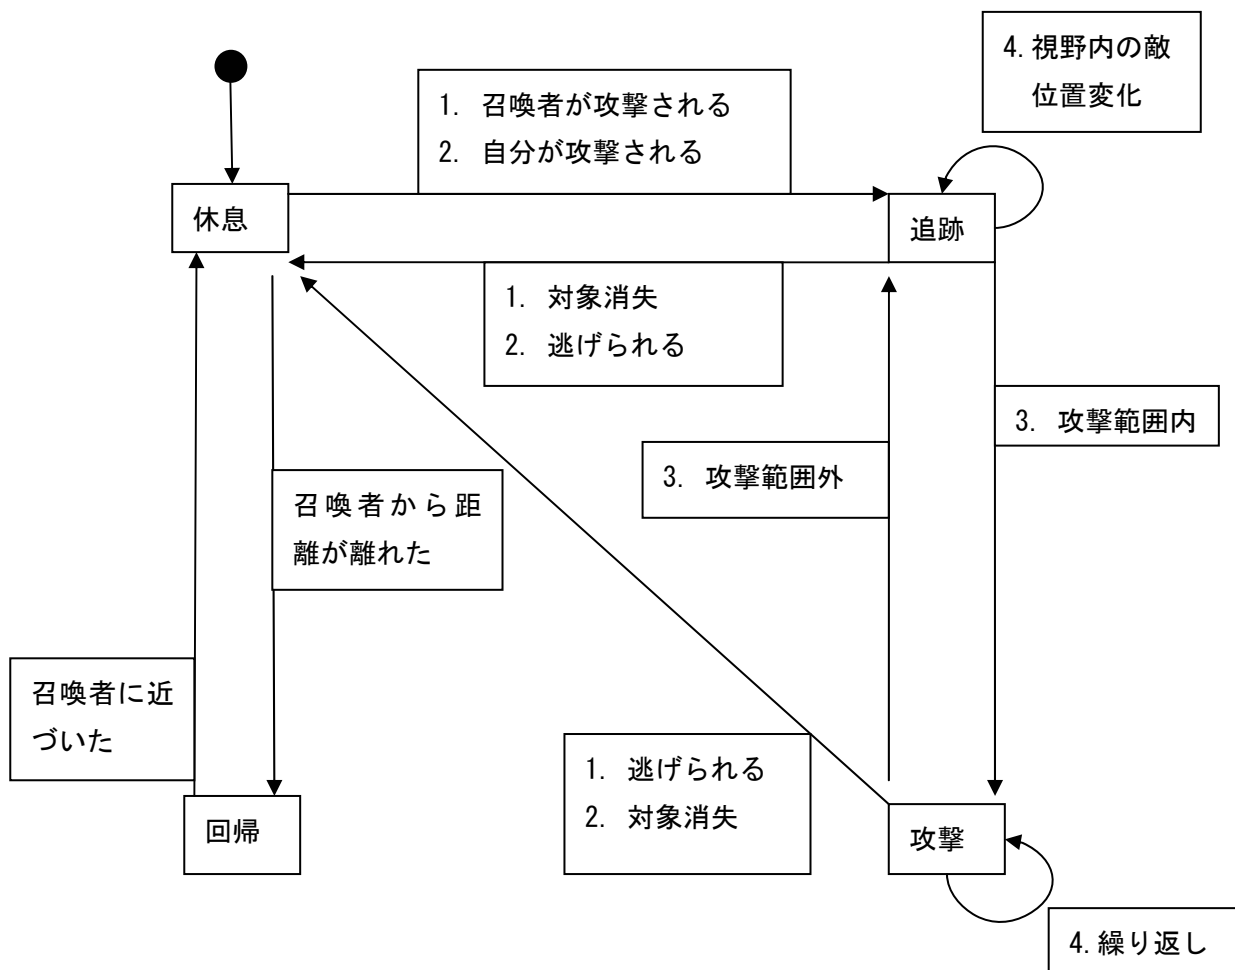 4.視野内の敵
位置変化
1. 召喚者が攻撃される
2. 自分が攻撃される
休息
追跡
1. 対象消失
2. 逃げられる
3. 攻撃範囲内
3. 攻撃範囲外
召喚者から距
離が離れた
召喚者に近
づいた
1. 逃げられる
2. 対象消失
回帰
攻撃
4.繰り返し